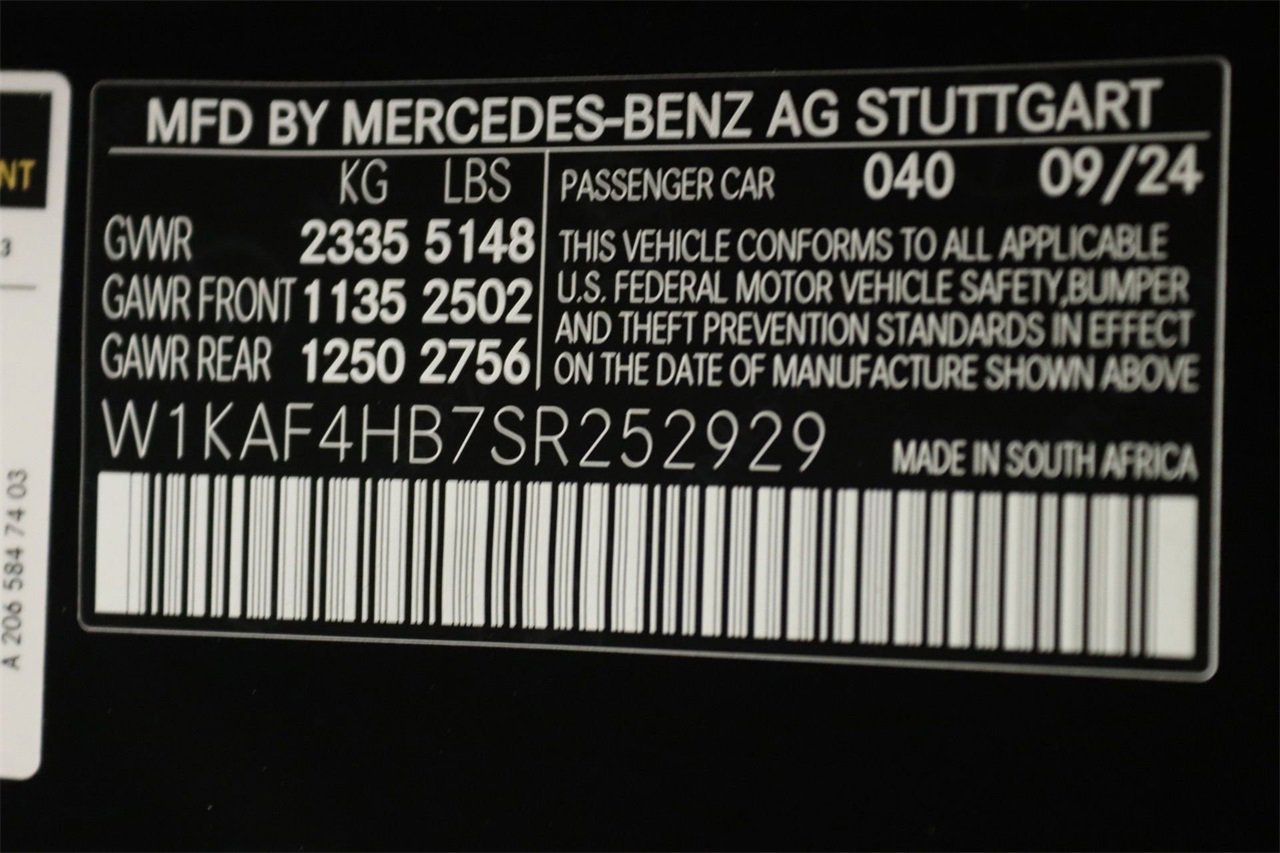 MFD BY MERCEDES-BENZ AG STUTTGART
KG LBS
GVWR 2335 5148
GAWR FRONT 1135 2502
GAWR REAR 1250 2756
PASSENGER CAR 040 09/24
THIS VEHICLE CONFORMS TO ALL APPLICABLE
U.S. FEDERAL MOTOR VEHICLE SAFETY,BUMPER
AND THEFT PREVENTION STANDARDS IN EFFECT
ON THE DATE OF MANUFACTURE SHOWN ABOVE
W1KAF4HB7SR252929
MADE IN SOUTH AFRICA
NT
3
A 206 584 74 03